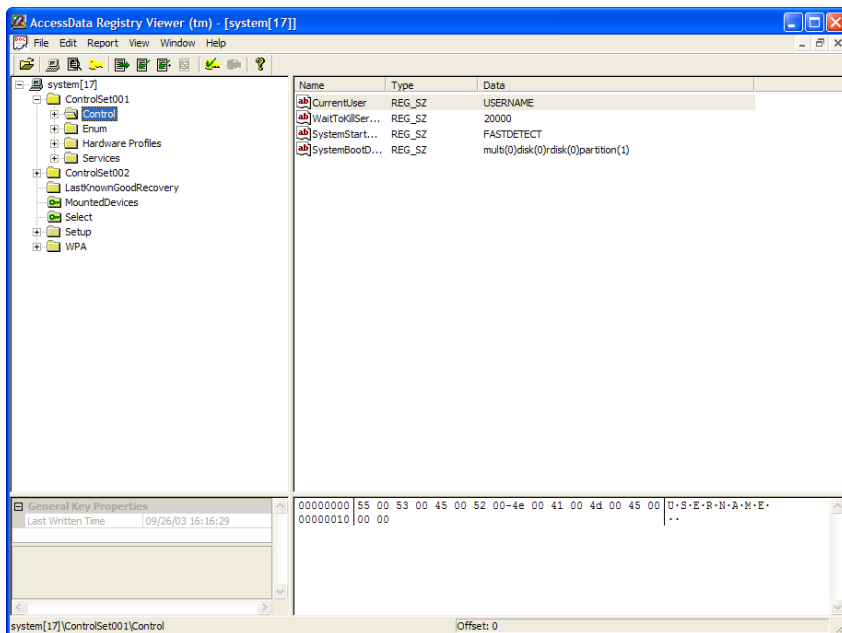 AccessData Registry Viewer (tm) - [system[17]]
File Edit Report View Window Help
system[17]
ControlSet001
Control
Enum
Hardware Profiles
Services
ControlSet002
LastKnownGoodRecovery
MountedDevices
Select
Setup
WPA
Name Type Data
CurrentUser REG_SZ USERNAME
WaitToKillSer... REG_SZ 20000
SystemStart... REG_SZ FASTDETECT
SystemBootD... REG_SZ multi(0)disk(0)rdisk(0)partition(1)
General Key Properties
Last Written Time 09/26/03 16:16:29
00000000 55 00 53 00 45 00 52 00-4e 00 41 00 4d 00 45 00 U·S·E·R·N·A·M·E·
00000010 00 00 ··
system[17]\ControlSet001\Control Offset: 0